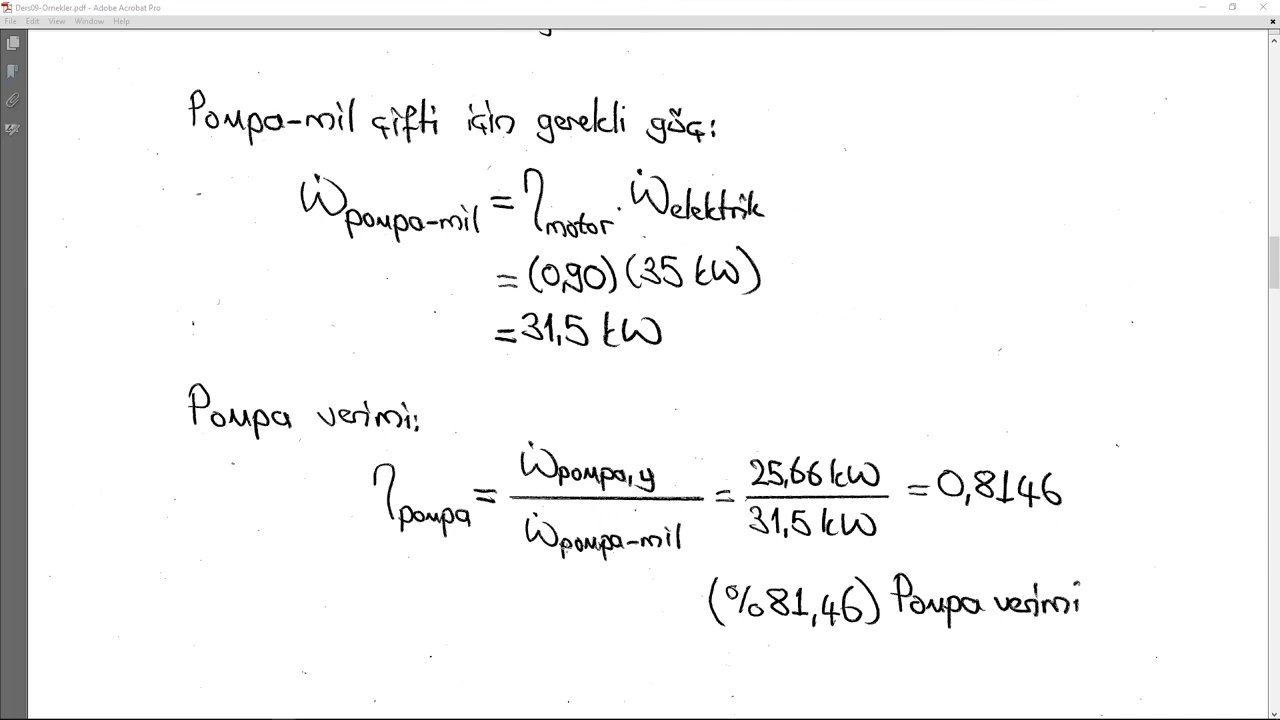 Ders09-Ornekler.pdf - Adobe Acrobat Pro
File Edit View Window Help
Pompa-mil çifti için gerekli güç:
Ẇpompa-mil = ηmotor . Ẇelektrik
= (0,90) (35 kW)
= 31,5 kW
Pompa verimi:
ηpompa = Ẇpompa,y / Ẇpompa-mil = 25,66 kW / 31,5 kW = 0,8146
(%81,46) Pompa verimi